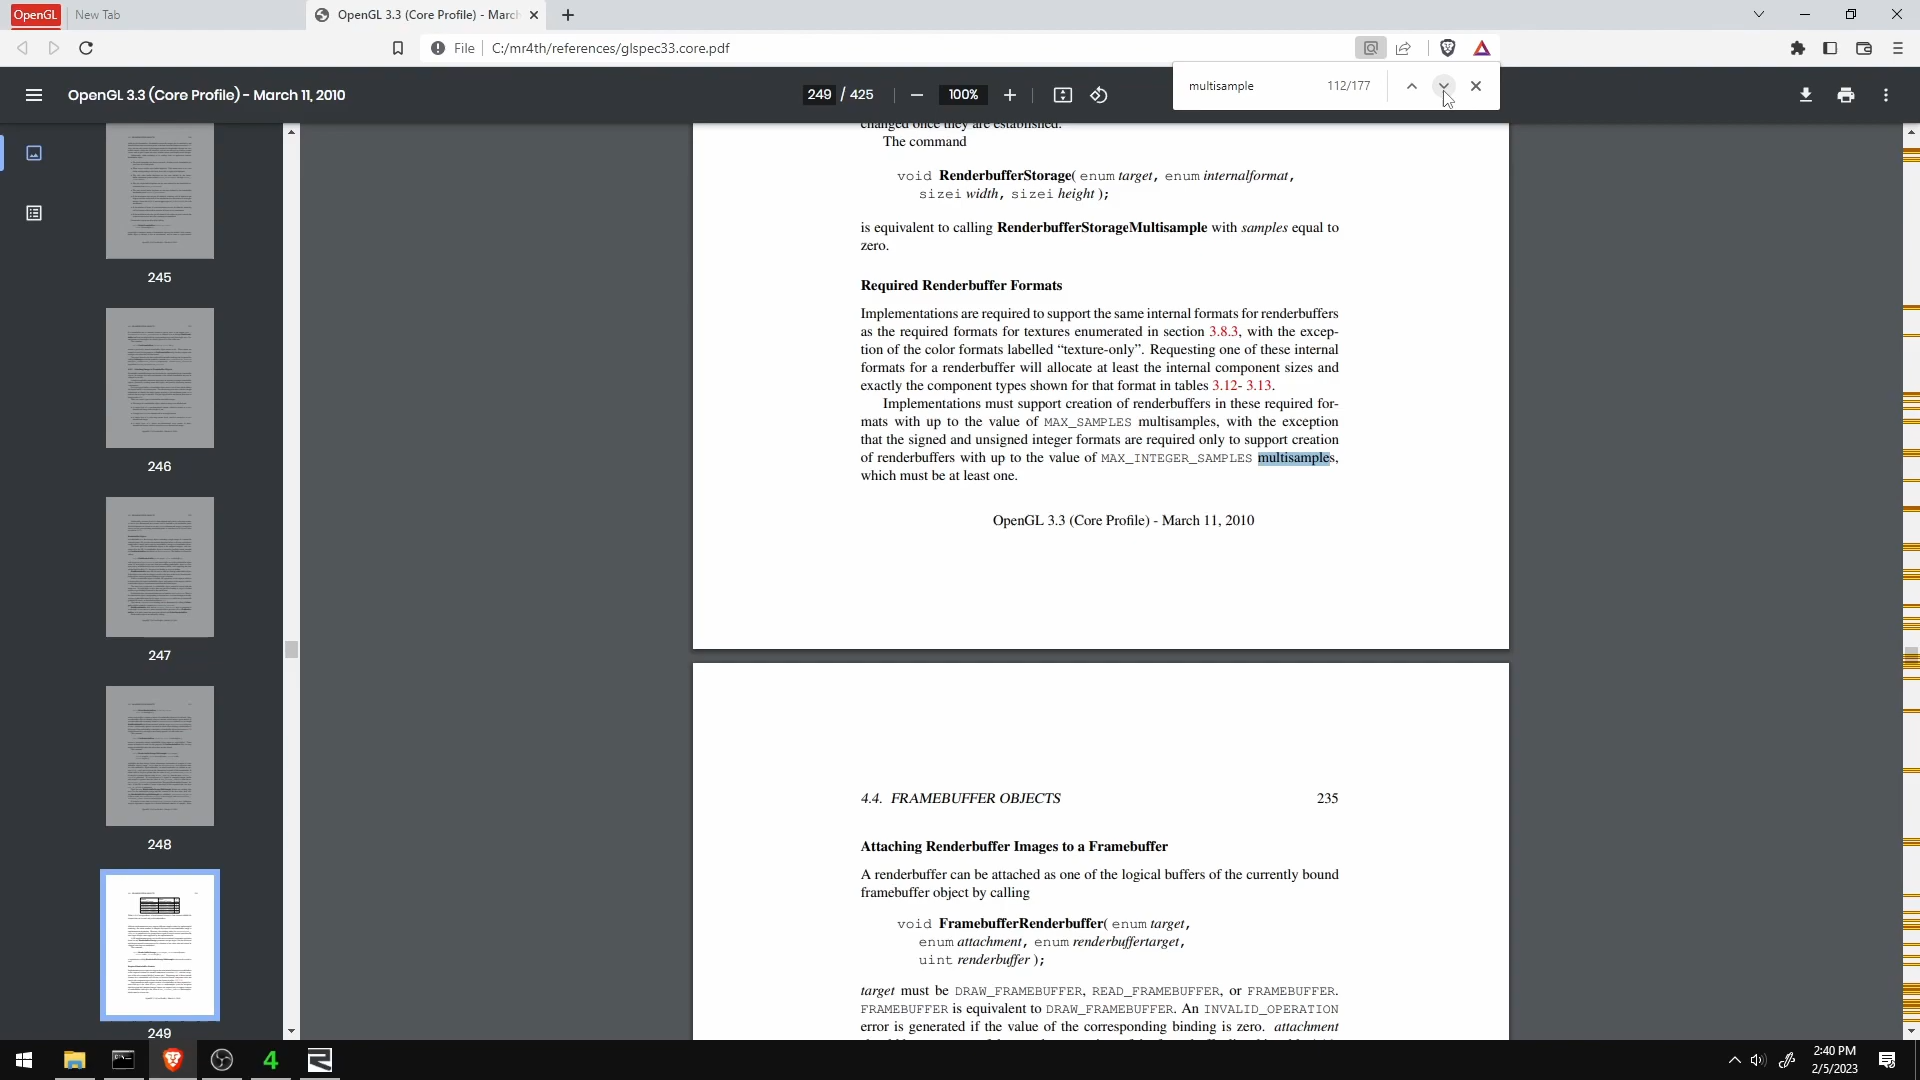 OpenGL
New Tab
OpenGL 3.3 (Core Profile) - March
File
C:/mr4th/references/glspec33.core.pdf
multisample
112/177
OpenGL 3.3 (Core Profile) - March 11, 2010
249 / 425
100%
245
246
247
248
249
changed once they are established.
The command
void RenderbufferStorage( enum target, enum internalformat,
sizei width, sizei height );
is equivalent to calling RenderbufferStorageMultisample with samples equal to
zero.
Required Renderbuffer Formats
Implementations are required to support the same internal formats for renderbuffers
as the required formats for textures enumerated in section 3.8.3, with the excep-
tion of the color formats labelled “texture-only”. Requesting one of these internal
formats for a renderbuffer will allocate at least the internal component sizes and
exactly the component types shown for that format in tables 3.12- 3.13.
Implementations must support creation of renderbuffers in these required for-
mats with up to the value of MAX_SAMPLES multisamples, with the exception
that the signed and unsigned integer formats are required only to support creation
of renderbuffers with up to the value of MAX_INTEGER_SAMPLES multisamples,
which must be at least one.
OpenGL 3.3 (Core Profile) - March 11, 2010
4.4. FRAMEBUFFER OBJECTS 235
Attaching Renderbuffer Images to a Framebuffer
A renderbuffer can be attached as one of the logical buffers of the currently bound
framebuffer object by calling
void FramebufferRenderbuffer( enum target,
enum attachment, enum renderbuffertarget,
uint renderbuffer );
target must be DRAW_FRAMEBUFFER, READ_FRAMEBUFFER, or FRAMEBUFFER.
FRAMEBUFFER is equivalent to DRAW_FRAMEBUFFER. An INVALID_OPERATION
error is generated if the value of the corresponding binding is zero. attachment
4
2:40 PM
2/5/2023